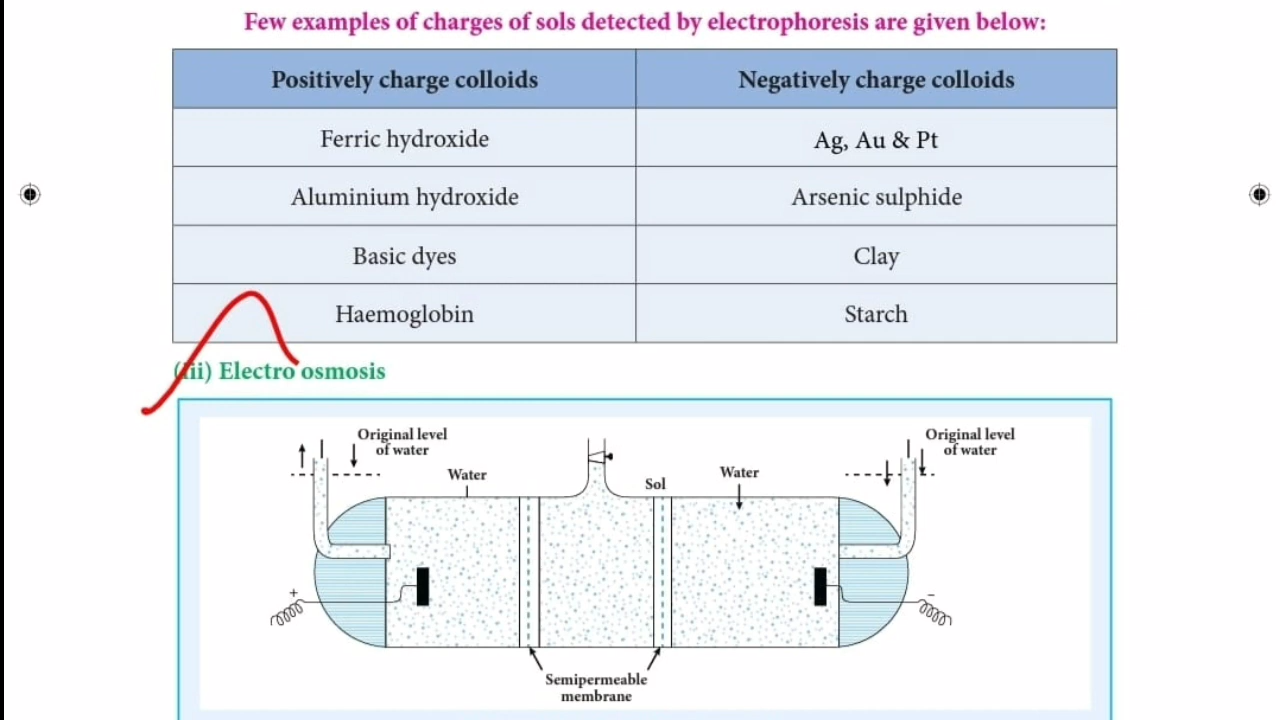 Few examples of charges of sols detected by electrophoresis are given below:
Positively charge colloids
Negatively charge colloids
Ferric hydroxide
Ag, Au & Pt
Aluminium hydroxide
Arsenic sulphide
Basic dyes
Clay
Haemoglobin
Starch
(iii) Electro osmosis
Original level
of water
Original level
of water
Water
Sol
Water
+
−
Semipermeable
membrane